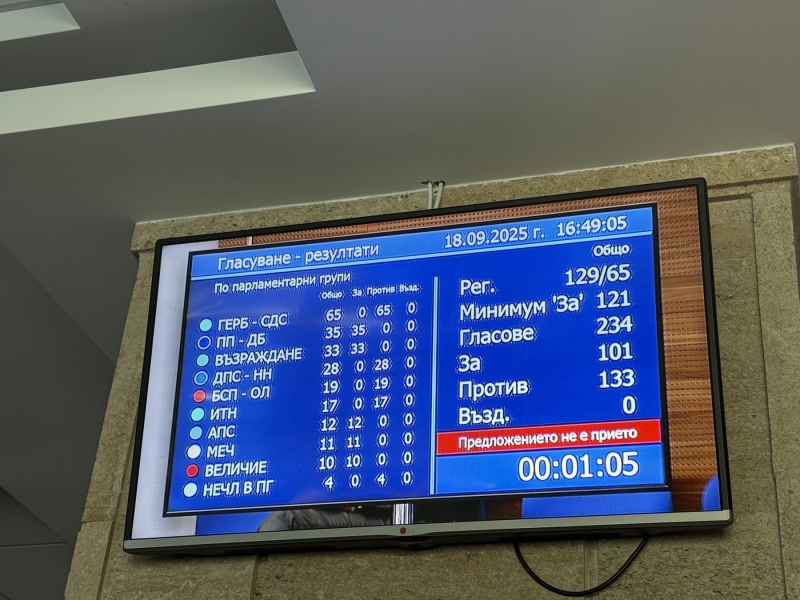 Гласуване - резултати 18.09.2025 г. 16:49:05
По парламентарни групи
Общо За Против Възд.
ГЕРБ - СДС 65 0 65 0
ПП - ДБ 35 35 0 0
ВЪЗРАЖДАНЕ 33 33 0 0
ДПС - НН 28 0 28 0
БСП - ОЛ 19 0 19 0
ИТН 17 0 17 0
АПС 12 12 0 0
МЕЧ 11 11 0 0
ВЕЛИЧИЕ 10 10 0 0
НЕЧЛ В ПГ 4 0 4 0
Общо
Рег. 129/65
Минимум 'За' 121
Гласове 234
За 101
Против 133
Възд. 0
Предложението не е прието
00:01:05